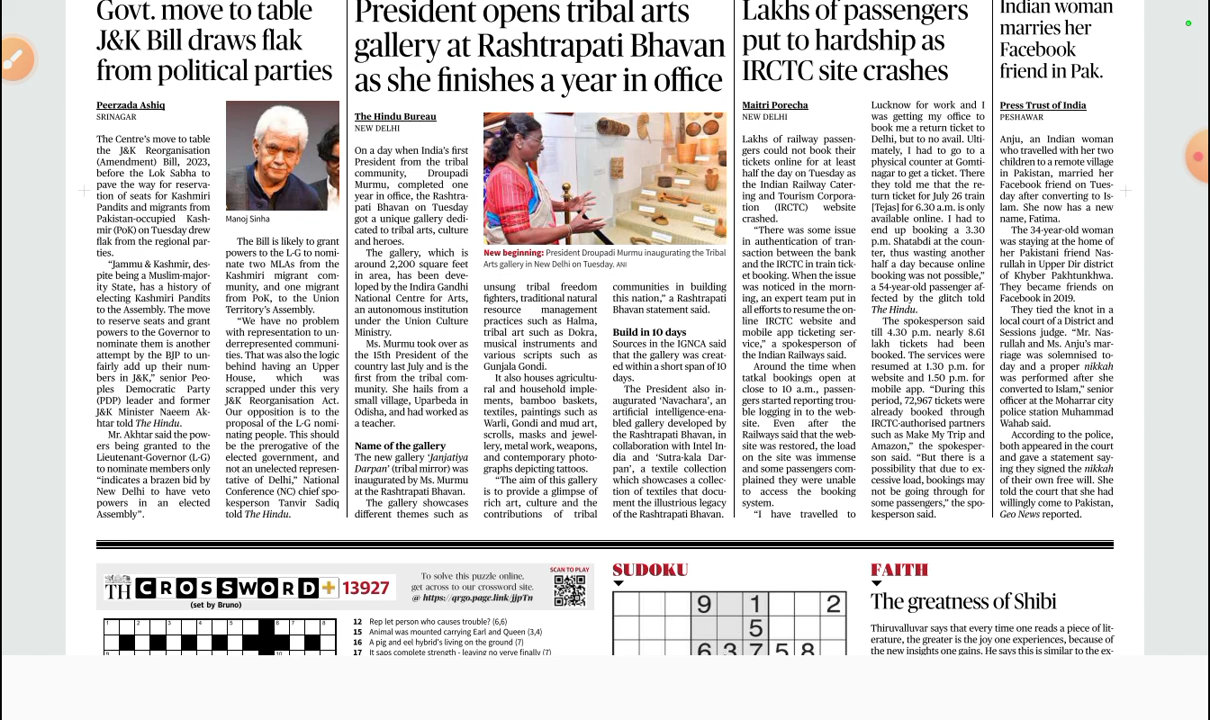 Govt. move to table
J&K Bill draws flak
from political parties
Peerzada Ashiq
SRINAGAR
The Centre's move to table
the J&K Reorganisation
(Amendment) Bill, 2023,
before the Lok Sabha to
pave the way for reserva-
tion of seats for Kashmiri
Pandits and migrants from
Pakistan-occupied Kash-
mir (PoK) on Tuesday drew
flak from the regional par-
ties.
"Jammu & Kashmir, des-
pite being a Muslim-major-
ity State, has a history of
electing Kashmiri Pandits
to the Assembly. The move
to reserve seats and grant
powers to the Governor to
nominate them is another
attempt by the BJP to un-
fairly add up their num-
bers in J&K," senior Peo-
ples Democratic Party
(PDP) leader and former
J&K Minister Naeem Ak-
htar told The Hindu.
Mr. Akhtar said the pow-
ers being granted to the
Lieutenant-Governor (L-G)
to nominate members only
"indicates a brazen bid by
New Delhi to have veto
powers in an elected
Assembly".
Manoj Sinha
The Bill is likely to grant
powers to the L-G to nomi-
nate two MLAs from the
Kashmiri migrant com-
munity, and one migrant
from PoK, to the Union
Territory's Assembly.
"We have no problem
with representation to un-
derrepresented communi-
ties. That was also the logic
behind having an Upper
House, which was
scrapped under this very
J&K Reorganisation Act.
Our opposition is to the
proposal of the L-G nomi-
nating people. This should
be the prerogative of the
elected government, and
not an unelected represen-
tative of Delhi," National
Conference (NC) chief spo-
kesperson Tanvir Sadiq
told The Hindu.
President opens tribal arts
gallery at Rashtrapati Bhavan
as she finishes a year in office
The Hindu Bureau
NEW DELHI
On a day when India's first
President from the tribal
community, Droupadi
Murmu, completed one
year in office, the Rashtra-
pati Bhavan on Tuesday
got a unique gallery dedi-
cated to tribal arts, culture
and heroes.
The gallery, which is
around 2,200 square feet
in area, has been deve-
loped by the Indira Gandhi
National Centre for Arts,
an autonomous institution
under the Union Culture
Ministry.
Ms. Murmu took over as
the 15th President of the
country last July and is the
first from the tribal com-
munity. She hails from a
small village, Uparbeda in
Odisha, and had worked as
a teacher.
Name of the gallery
The new gallery 'Janjatiya
Darpan' (tribal mirror) was
inaugurated by Ms. Murmu
at the Rashtrapati Bhavan.
The gallery showcases
different themes such as
New beginning: President Droupadi Murmu inaugurating the Tribal
Arts gallery in New Delhi on Tuesday. ANI
unsung tribal freedom
fighters, traditional natural
resource management
practices such as Halma,
tribal art such as Dokra,
musical instruments and
various scripts such as
Gunjala Gondi.
It also houses agricultu-
ral and household imple-
ments, bamboo baskets,
textiles, paintings such as
Warli, Gondi and mud art,
scrolls, masks and jewel-
lery, metal work, weapons,
and contemporary photo-
graphs depicting tattoos.
"The aim of this gallery
is to provide a glimpse of
rich art, culture and the
contributions of tribal
communities in building
this nation," a Rashtrapati
Bhavan statement said.
Build in 10 days
Sources in the IGNCA said
that the gallery was creat-
ed within a short span of 10
days.
The President also in-
augurated 'Navachara', an
artificial intelligence-ena-
bled gallery developed by
the Rashtrapati Bhavan, in
collaboration with Intel In-
dia and 'Sutra-kala Dar-
pan', a textile collection
which showcases a collec-
tion of textiles that docu-
ment the illustrious legacy
of the Rashtrapati Bhavan.
Lakhs of passengers
put to hardship as
IRCTC site crashes
Maitri Porecha
NEW DELHI
Lakhs of railway passen-
gers could not book their
tickets online for at least
half the day on Tuesday as
the Indian Railway Cater-
ing and Tourism Corpora-
tion (IRCTC) website
crashed.
"There was some issue
in authentication of tran-
saction between the bank
and the IRCTC in train tick-
et booking. When the issue
was noticed in the morn-
ing, an expert team put in
all efforts to resume the on-
line IRCTC website and
mobile app ticketing ser-
vice," a spokesperson of
the Indian Railways said.
Around the time when
tatkal bookings open at
close to 10 a.m., passen-
gers started reporting trou-
ble logging in to the web-
site. Even after the
Railways said that the web-
site was restored, the load
on the site was immense
and some passengers com-
plained they were unable
to access the booking
system.
"I have travelled to
Lucknow for work and I
was getting my office to
book me a return ticket to
Delhi, but to no avail. Ulti-
mately, I had to go to a
physical counter at Gomti-
nagar to get a ticket. There
they told me that the re-
turn ticket for July 26 train
[Tejas] for 6.30 a.m. is only
available online. I had to
end up booking a 3.30
p.m. Shatabdi at the coun-
ter, thus wasting another
half a day because online
booking was not possible,"
a 54-year-old passenger af-
fected by the glitch told
The Hindu.
The spokesperson said
till 4.30 p.m. nearly 8.61
lakh tickets had been
booked. The services were
resumed at 1.30 p.m. for
website and 1.50 p.m. for
mobile app. "During this
period, 72,967 tickets were
already booked through
IRCTC-authorised partners
such as Make My Trip and
Amazon," the spokesper-
son said. "But there is a
possibility that due to ex-
cessive load, bookings may
not be going through for
some passengers," the spo-
kesperson said.
Indian woman
marries her
Facebook
friend in Pak.
Press Trust of India
PESHAWAR
Anju, an Indian woman
who travelled with her two
children to a remote village
in Pakistan, married her
Facebook friend on Tues-
day after converting to Is-
lam. She now has a new
name, Fatima.
The 34-year-old woman
was staying at the home of
her Pakistani friend Nas-
rullah in Upper Dir district
of Khyber Pakhtunkhwa.
They became friends on
Facebook in 2019.
They tied the knot in a
local court of a District and
Sessions judge. "Mr. Nas-
rullah and Ms. Anju's mar-
riage was solemnised to-
day and a proper nikkah
was performed after she
converted to Islam," senior
officer at the Moharrar city
police station Muhammad
Wahab said.
According to the police,
both appeared in the court
and gave a statement say-
ing they signed the nikkah
of their own free will. She
told the court that she had
willingly come to Pakistan,
Geo News reported.
TH CROSSWORD+ 13927
(set by Bruno)
To solve this puzzle online,
get across to our crossword site.
@ https://qrgo.page.link/jjpTn
SCAN TO PLAY
12 Rep let person who causes trouble? (6,6)
15 Animal was mounted carrying Earl and Queen (3,4)
16 A pig and eel hybrid's living on the ground (7)
17 It saps complete strength - leaving no verve finally (7)
SUDOKU
9 1 2
5
6 3 7 5 8
FAITH
The greatness of Shibi
Thiruvalluvar says that every time one reads a piece of lit-
erature, the greater is the joy one experiences, because of
the new insights one gains. He says this is similar to the ex-